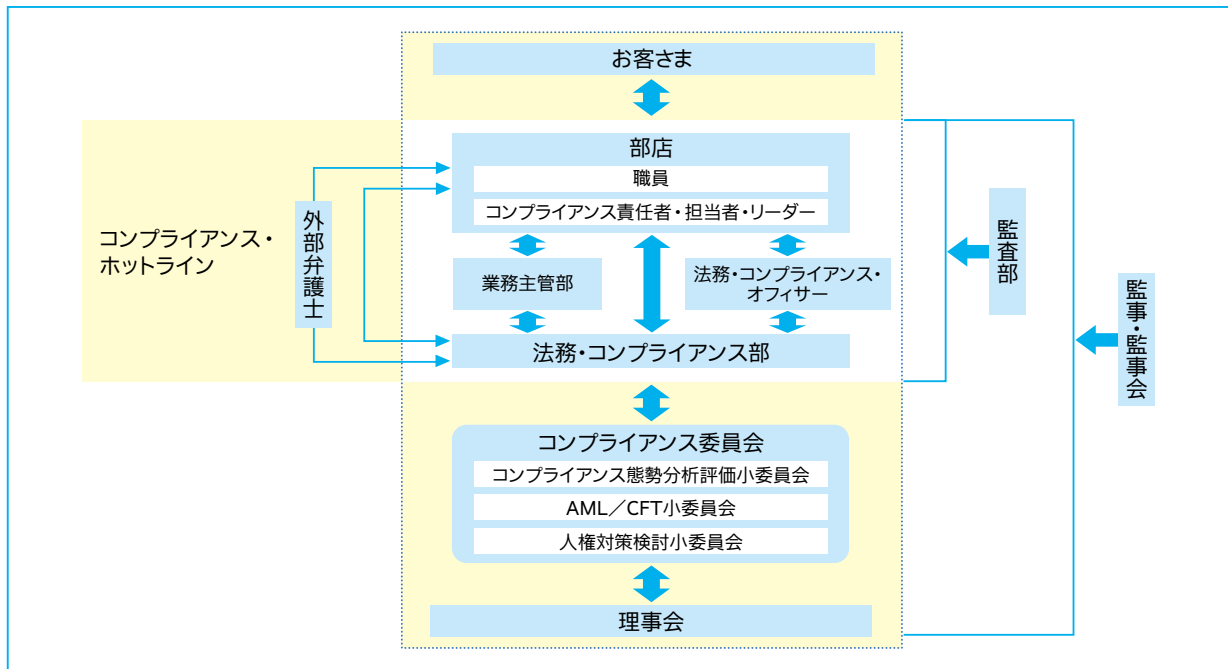 お客さま
部店
職員
コンプライアンス責任者・担当者・リーダー
コンプライアンス・
ホットライン
外部弁護士
業務主管部
法務・コンプライアンス・
オフィサー
法務・コンプライアンス部
監査部
監事・監事会
コンプライアンス委員会
コンプライアンス態勢分析評価小委員会
AML／CFT小委員会
人権対策検討小委員会
理事会